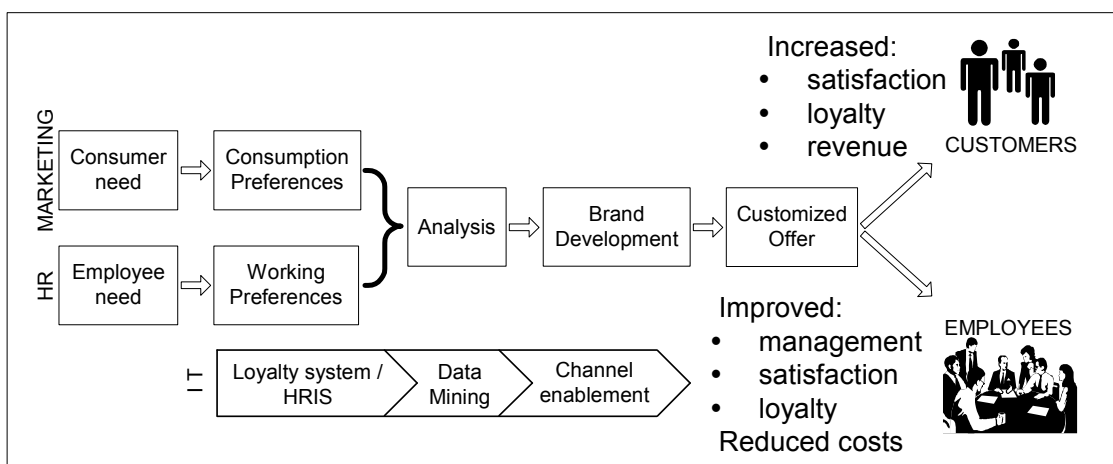 MARKETING
Consumer
need
Consumption
Preferences
HR
Employee
need
Working
Preferences
Analysis
Brand
Development
Customized
Offer
Increased:
• satisfaction
• loyalty
• revenue
CUSTOMERS
Improved:
• management
• satisfaction
• loyalty
Reduced costs
EMPLOYEES
IT
Loyalty system /
HRIS
Data
Mining
Channel
enablement